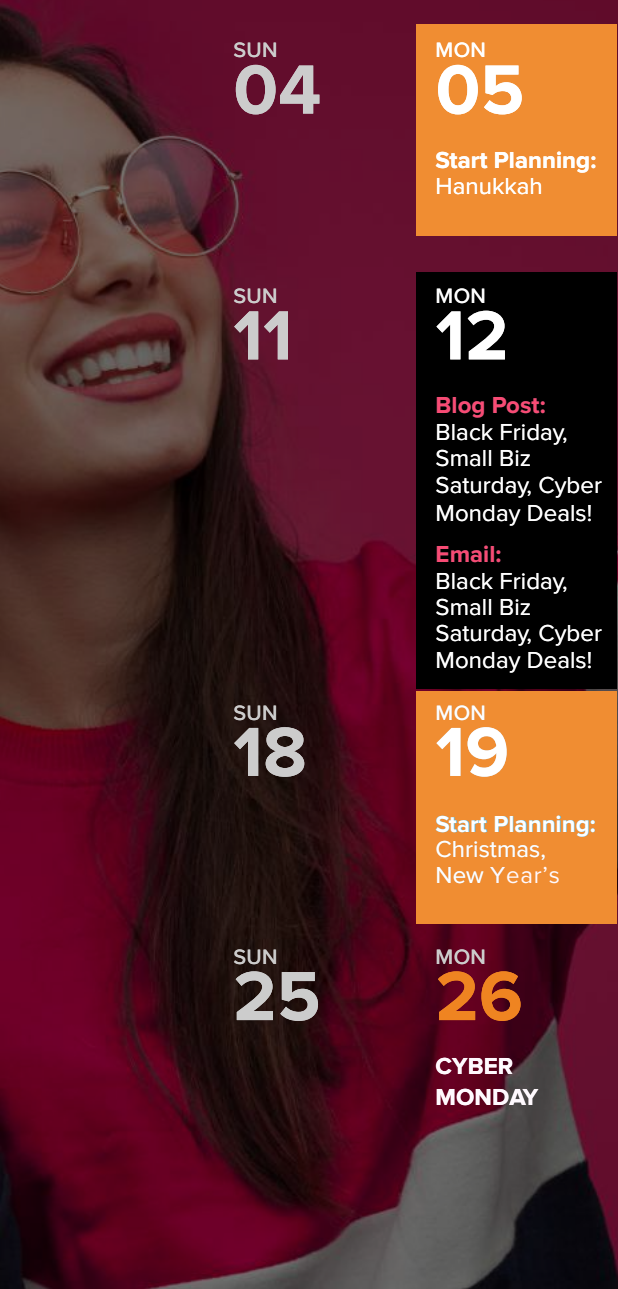 SUN
04
MON
05
Start Planning:
Hanukkah
SUN
11
MON
12
Blog Post:
Black Friday,
Small Biz
Saturday, Cyber
Monday Deals!
Email:
Black Friday,
Small Biz
Saturday, Cyber
Monday Deals!
SUN
18
MON
19
Start Planning:
Christmas,
New Year’s
SUN
25
MON
26
CYBER
MONDAY